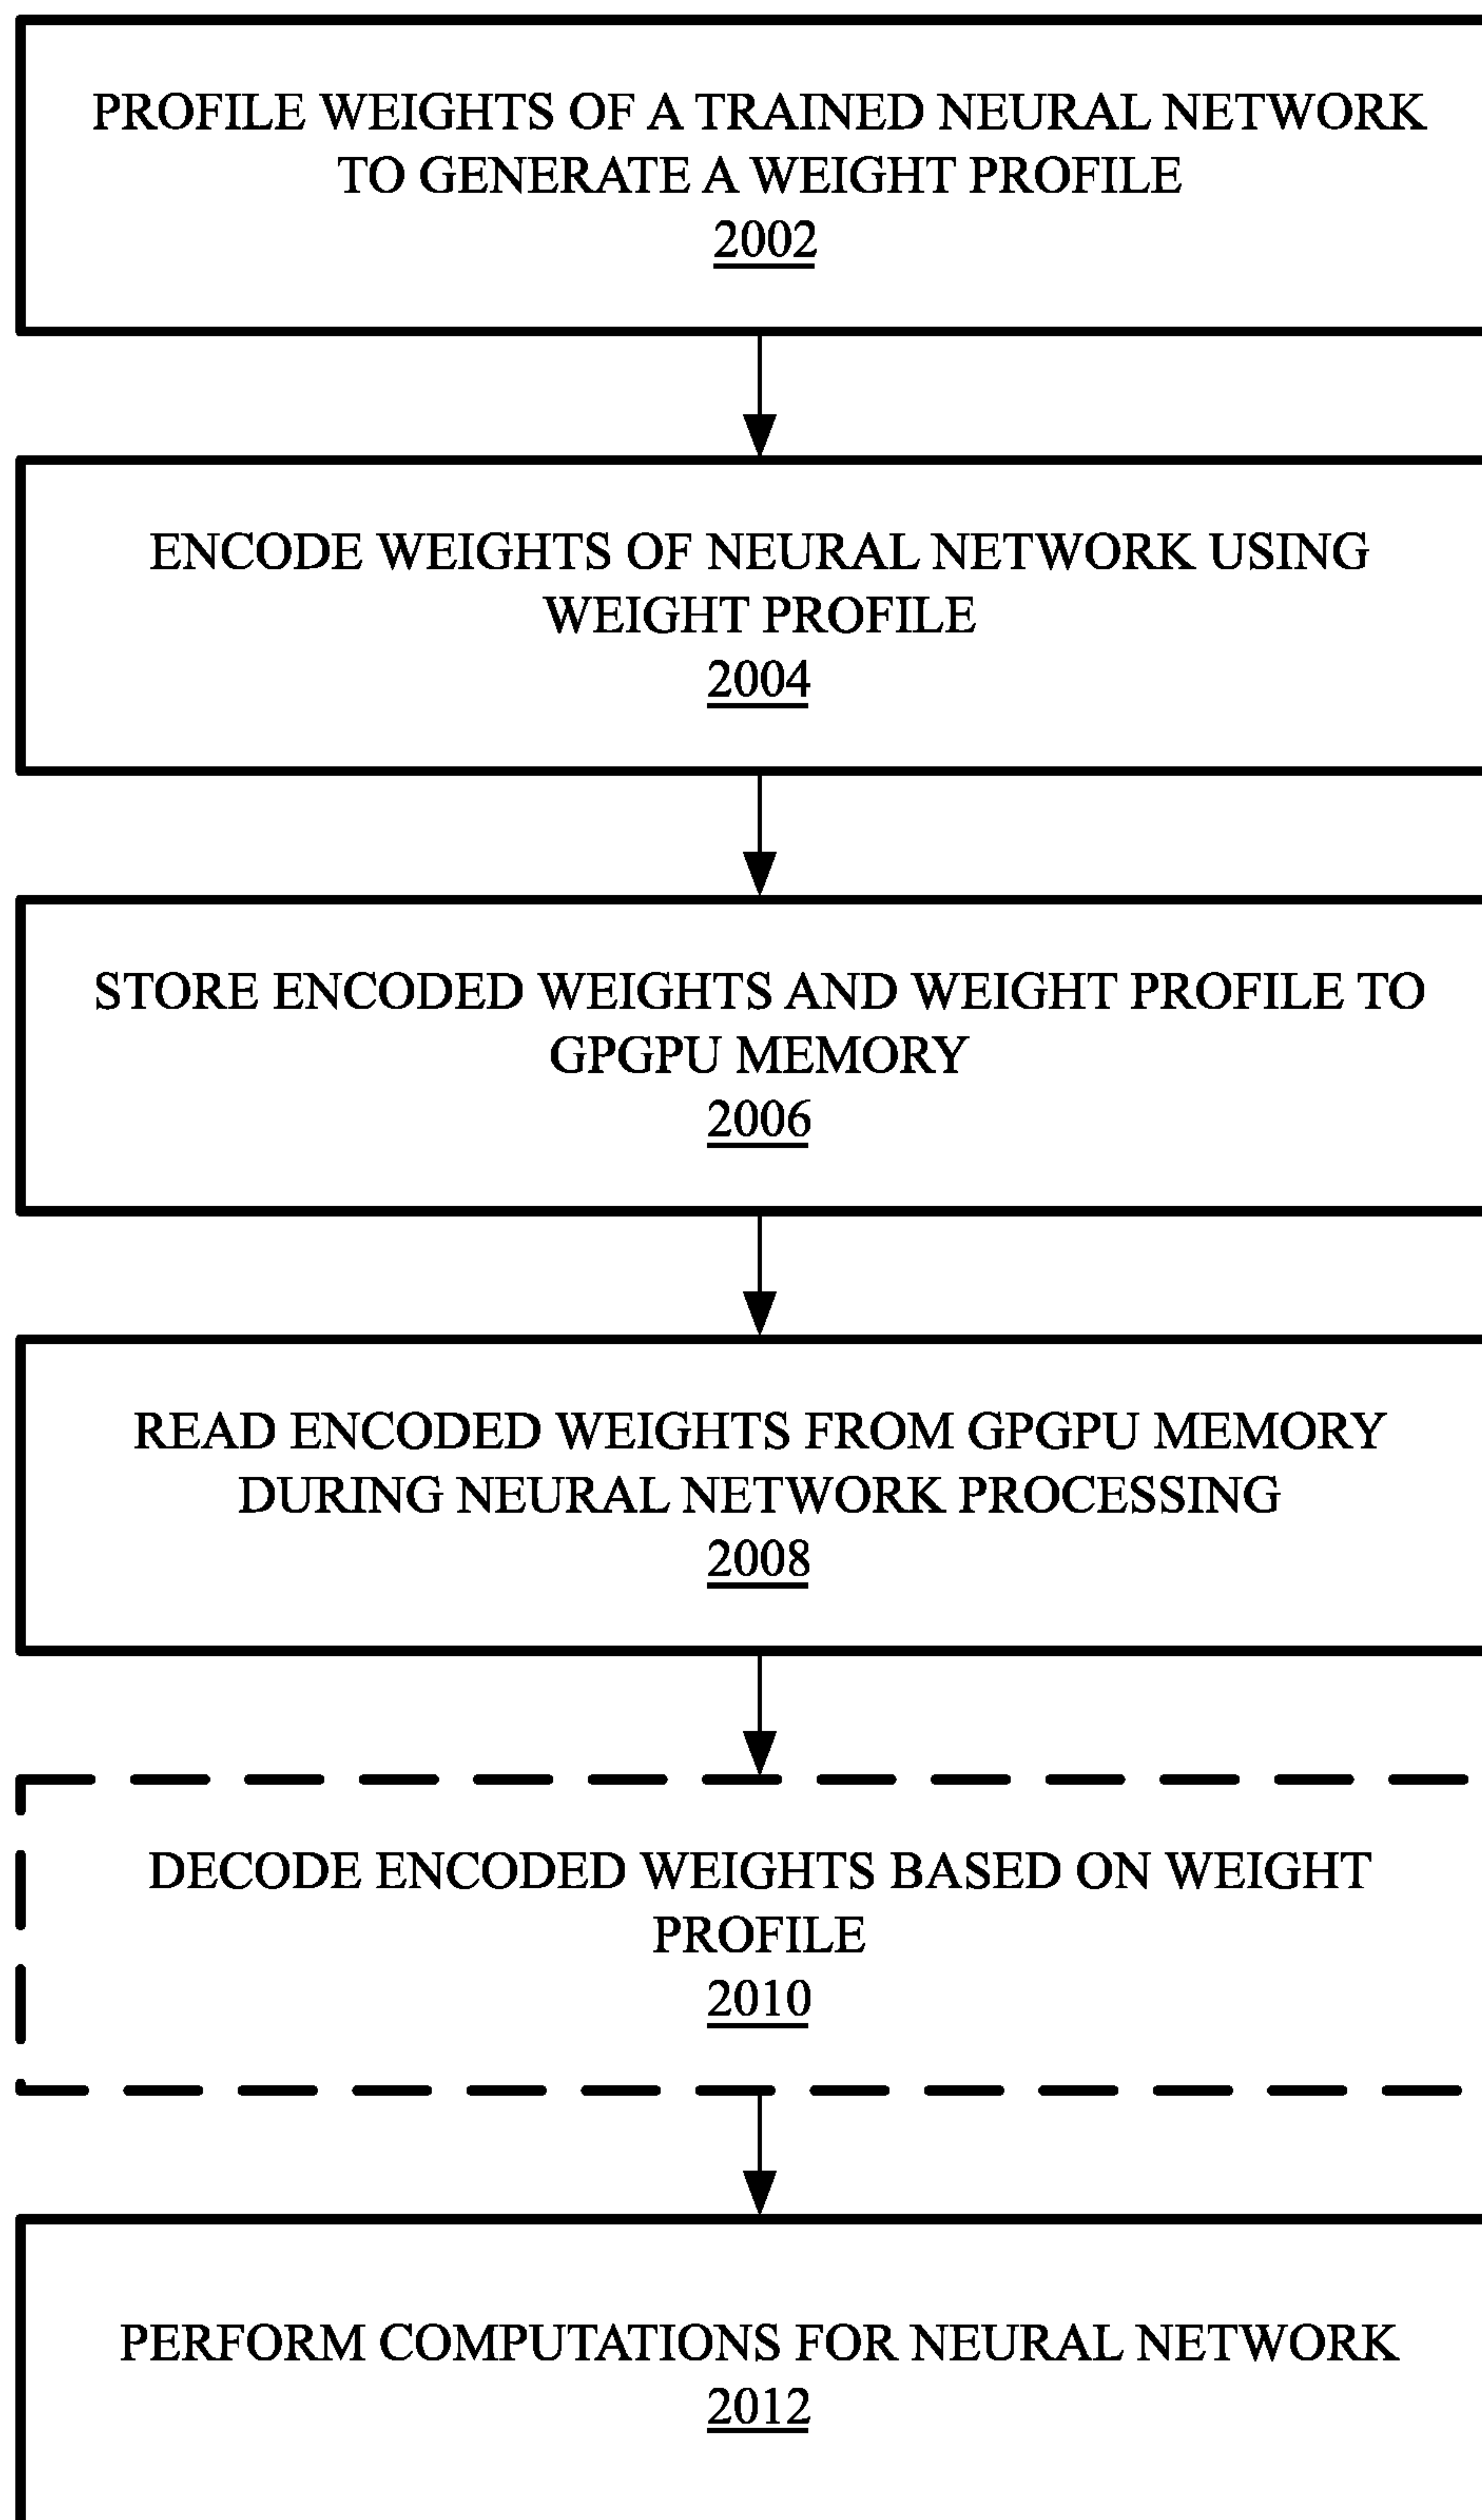 PROFILE WEIGHTS OF A TRAINED NEURAL NETWORK
TO GENERATE A WEIGHT PROFILE
2002
ENCODE WEIGHTS OF NEURAL NETWORK USING
WEIGHT PROFILE
2004
STORE ENCODED WEIGHTS AND WEIGHT PROFILE TO
GPGPU MEMORY
2006
READ ENCODED WEIGHTS FROM GPGPU MEMORY
DURING NEURAL NETWORK PROCESSING
2008
DECODE ENCODED WEIGHTS BASED ON WEIGHT
PROFILE
2010
PERFORM COMPUTATIONS FOR NEURAL NETWORK
2012